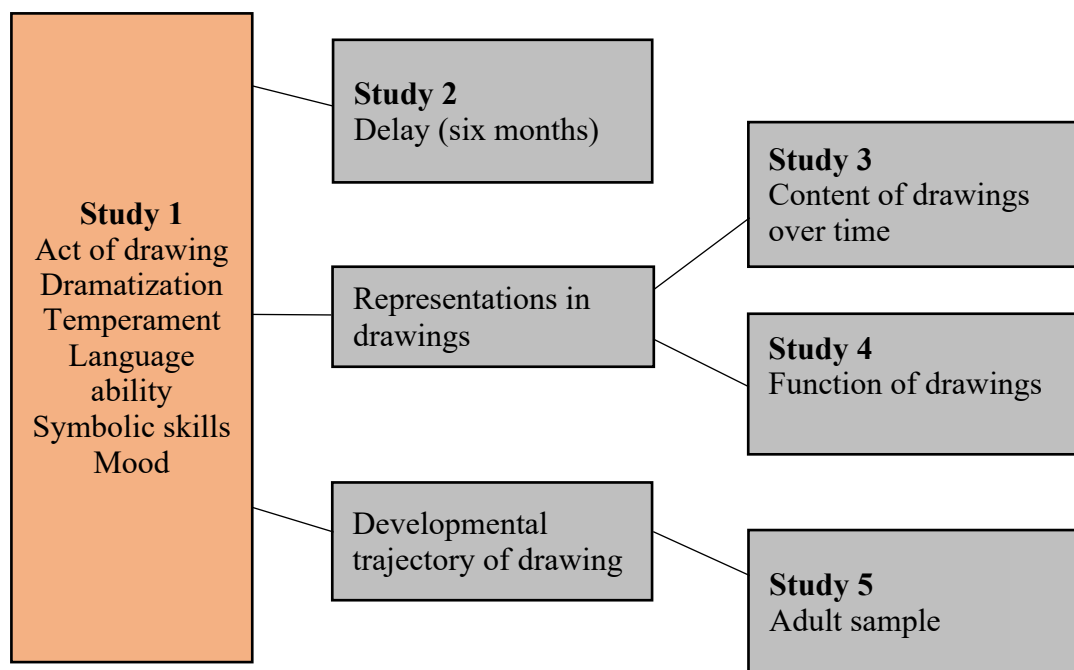 Study 1
Act of drawing
Dramatization
Temperament
Language
ability
Symbolic skills
Mood
Study 2
Delay (six months)
Representations in
drawings
Developmental
trajectory of drawing
Study 3
Content of drawings
over time
Study 4
Function of drawings
Study 5
Adult sample